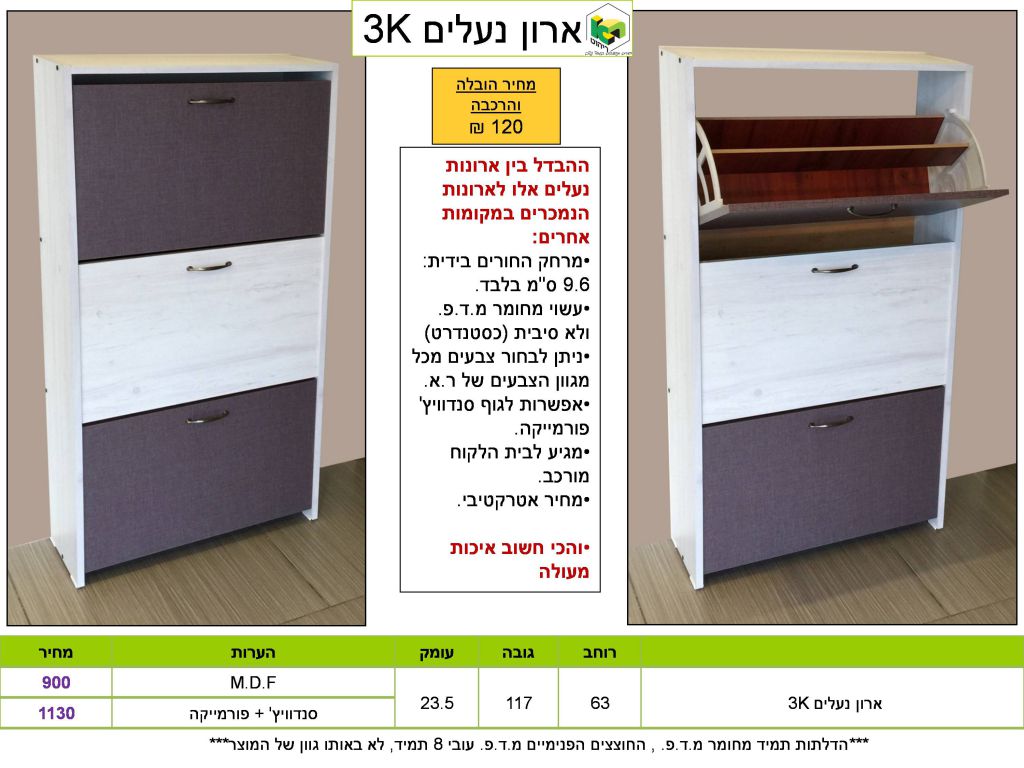 ארון נעלים 3K
ריהוט
מחיר הובלה
והרכבה
120 ₪
ההבדל בין ארונות
נעלים אלו לארונות
הנמכרים במקומות
אחרים:
•מרחק החורים בידית:
9.6 ס"מ בלבד.
•עשוי מחומר מ.ד.פ.
ולא סיבית (כסטנדרט)
•ניתן לבחור צבעים מכל
מגוון הצבעים של ר.א.
•אפשרות לגוף סנדוויץ'
פורמייקה.
•מגיע לבית הלקוח
מורכב.
•מחיר אטרקטיבי.
•והכי חשוב איכות
מעולה
רוחב גובה עומק הערות מחיר
ארון נעלים 3K 63 117 23.5 M.D.F 900
סנדוויץ' + פורמייקה 1130
***הדלתות תמיד מחומר מ.ד.פ. , החוצצים הפנימיים מ.ד.פ. עובי 8 תמיד, לא באותו גוון של המוצר***